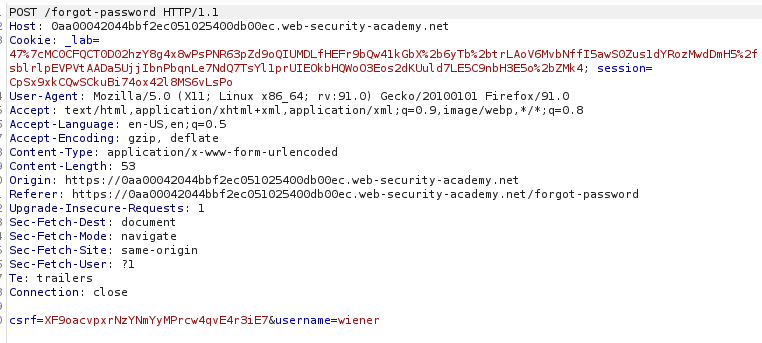 POST /forgot-password HTTP/1.1
Host: 0aa00042044bbf2ec051025400db00ec.web-security-academy.net
Cookie: _lab=
47%7cMC0CFQCT0D02hzY8g4x8wPsPNR63pZd9oQIUMDLfHEFr9bQw41kGbX%2b6yTb%2btrLAoV6MvbNffI5awS0Zus1dYRozMwdDmH5%2f
sblrlpEVPVtAADa5UjjIbnPbqnLe7NdQ7TsYl1prUIEOkbHQWoO3Eos2dKUuld7LE5C9nbH3E5o%2bZMk4; session=
CpSx9xkCQwSCkuBi74ox42l8MS6vLsPo
User-Agent: Mozilla/5.0 (X11; Linux x86_64; rv:91.0) Gecko/20100101 Firefox/91.0
Accept: text/html,application/xhtml+xml,application/xml;q=0.9,image/webp,*/*;q=0.8
Accept-Language: en-US,en;q=0.5
Accept-Encoding: gzip, deflate
Content-Type: application/x-www-form-urlencoded
Content-Length: 53
Origin: https://0aa00042044bbf2ec051025400db00ec.web-security-academy.net
Referer: https://0aa00042044bbf2ec051025400db00ec.web-security-academy.net/forgot-password
Upgrade-Insecure-Requests: 1
Sec-Fetch-Dest: document
Sec-Fetch-Mode: navigate
Sec-Fetch-Site: same-origin
Sec-Fetch-User: ?1
Te: trailers
Connection: close
csrf=XF9oacvpxrNzYNmYyMPrcw4qvE4r3iE7&username=wiener